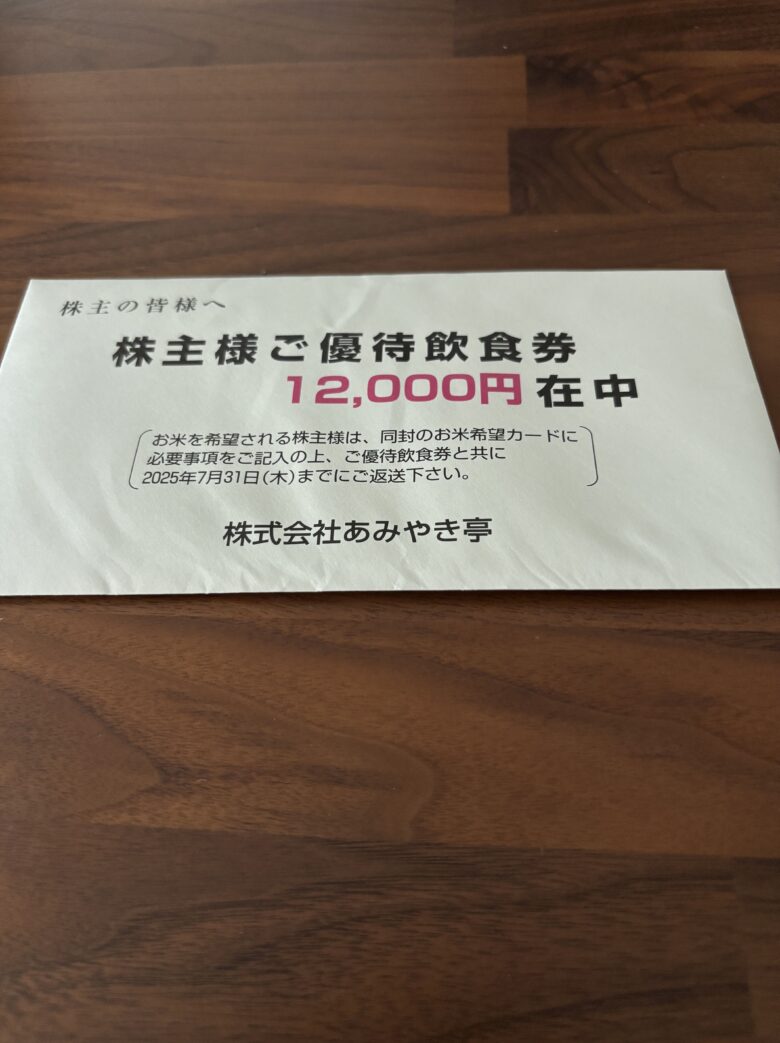 株主の皆様へ
株主様ご優待飲食券
12,000円在中
お米を希望される株主様は、同封のお米希望カードに
必要事項をご記入の上、ご優待飲食券と共に
2025年7月31日(木)までにご返送下さい。
株式会社あみやき亭